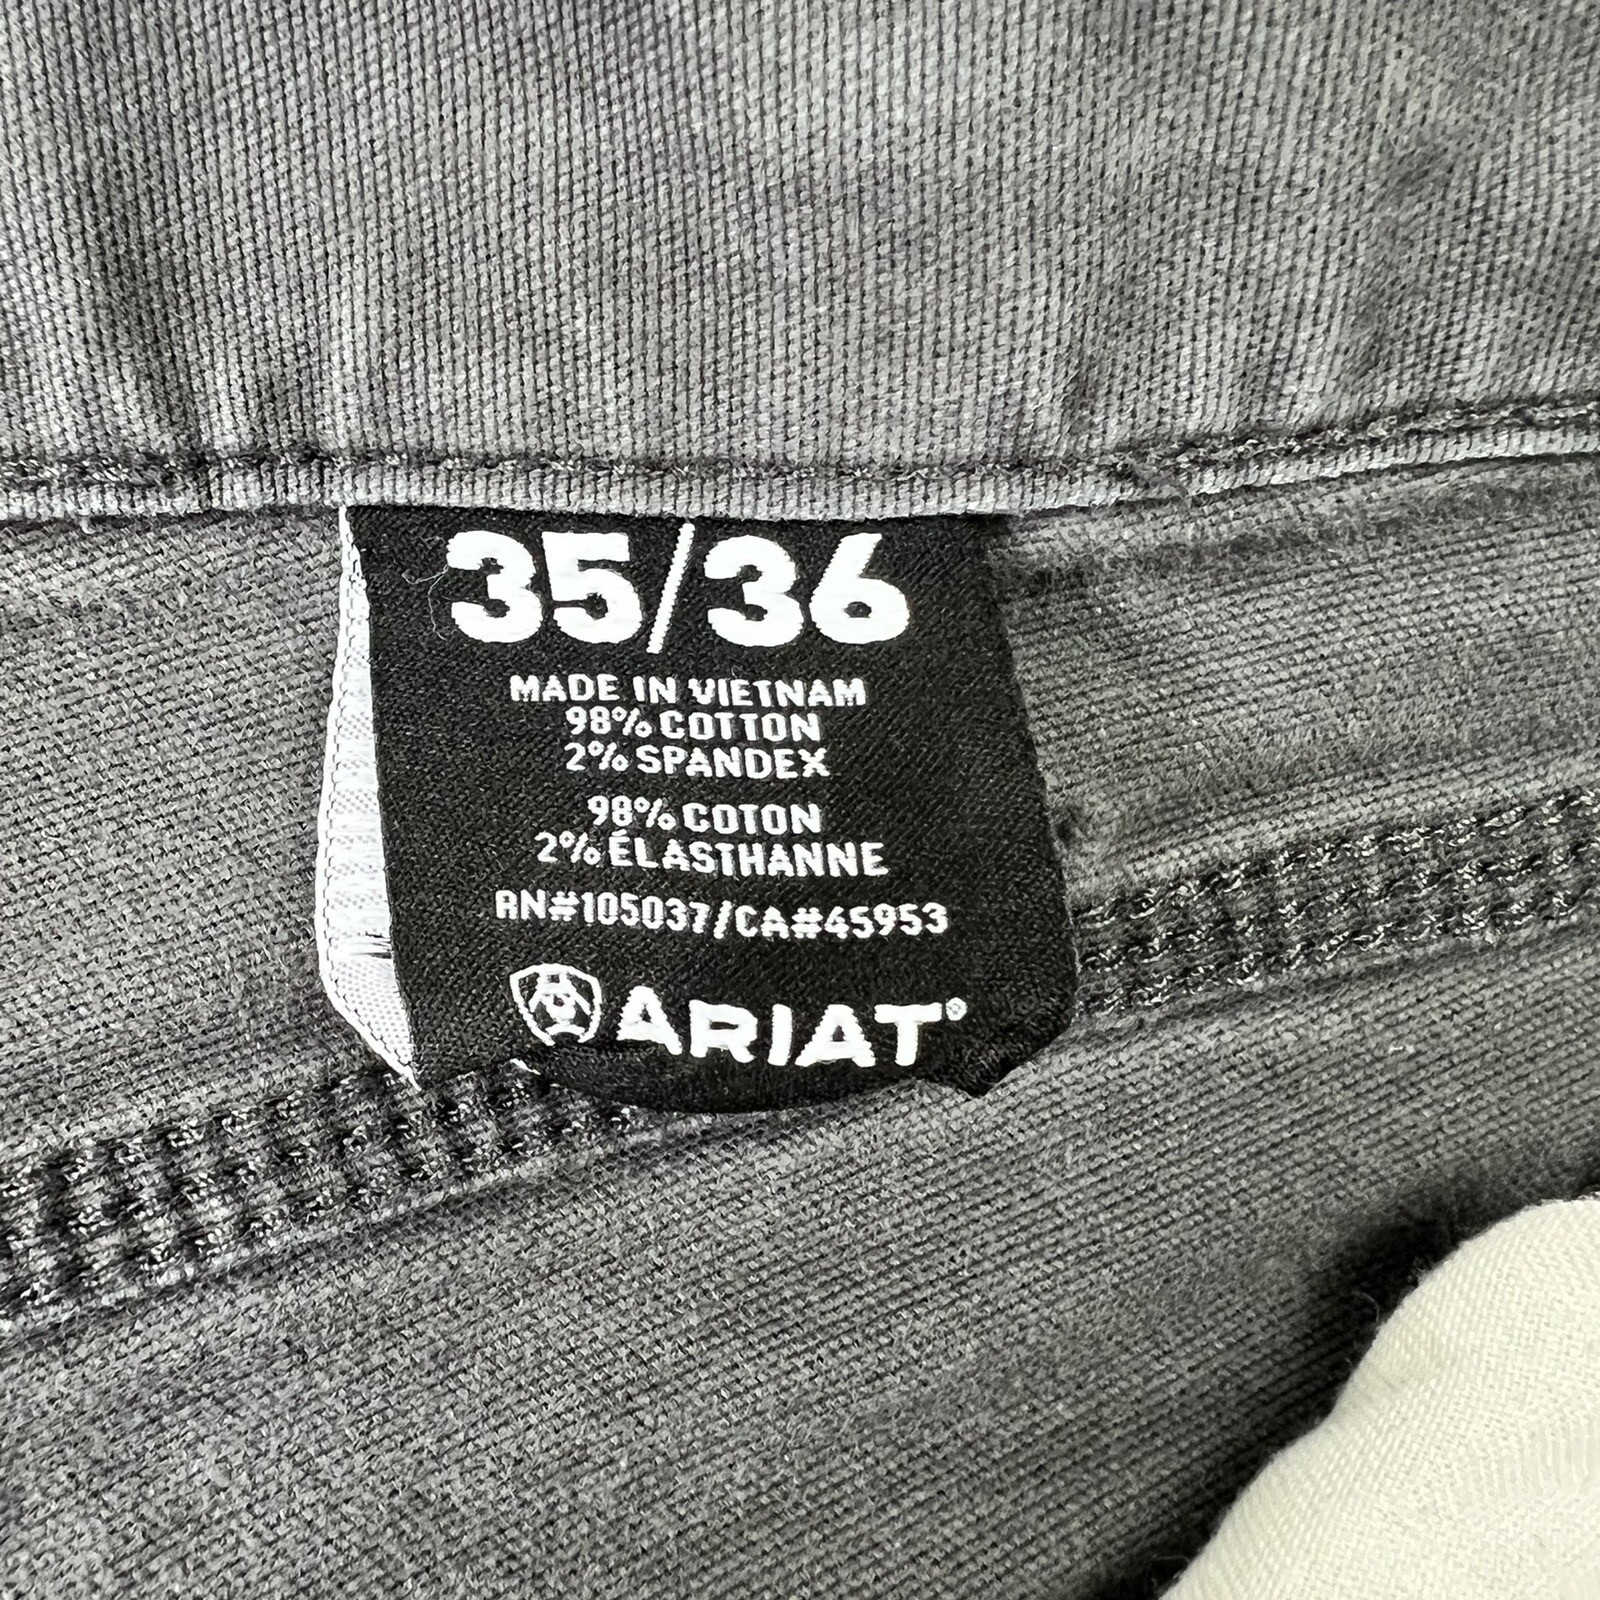 35/36
MADE IN VIETNAM
98% COTTON
2% SPANDEX
98% COTON
2% ÉLASTHANNE
RN#105037/CA#45953
ARIAT®